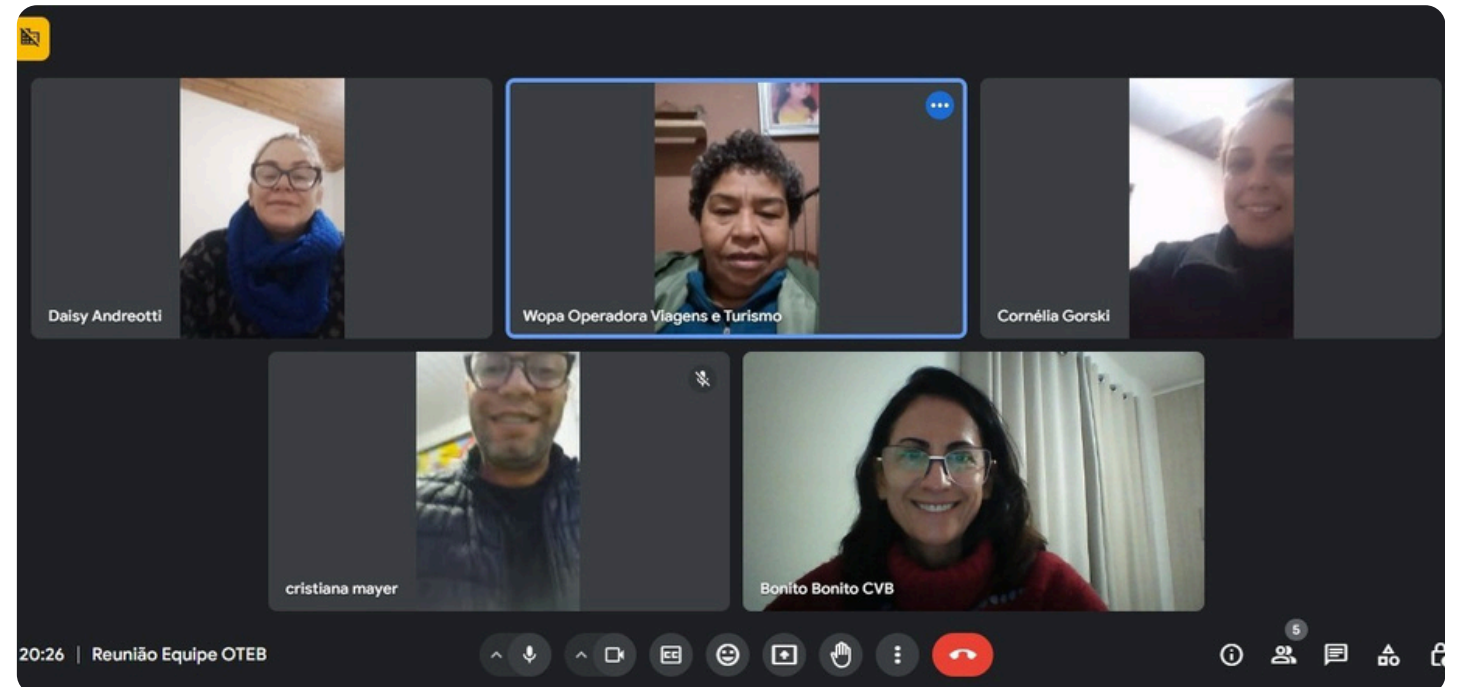 Daisy Andreotti
Wopa Operadora Viagens e Turismo
Cornélia Gorski
cristiana mayer
Bonito Bonito CVB
5
20:26 | Reunião Equipe OTEB
CC